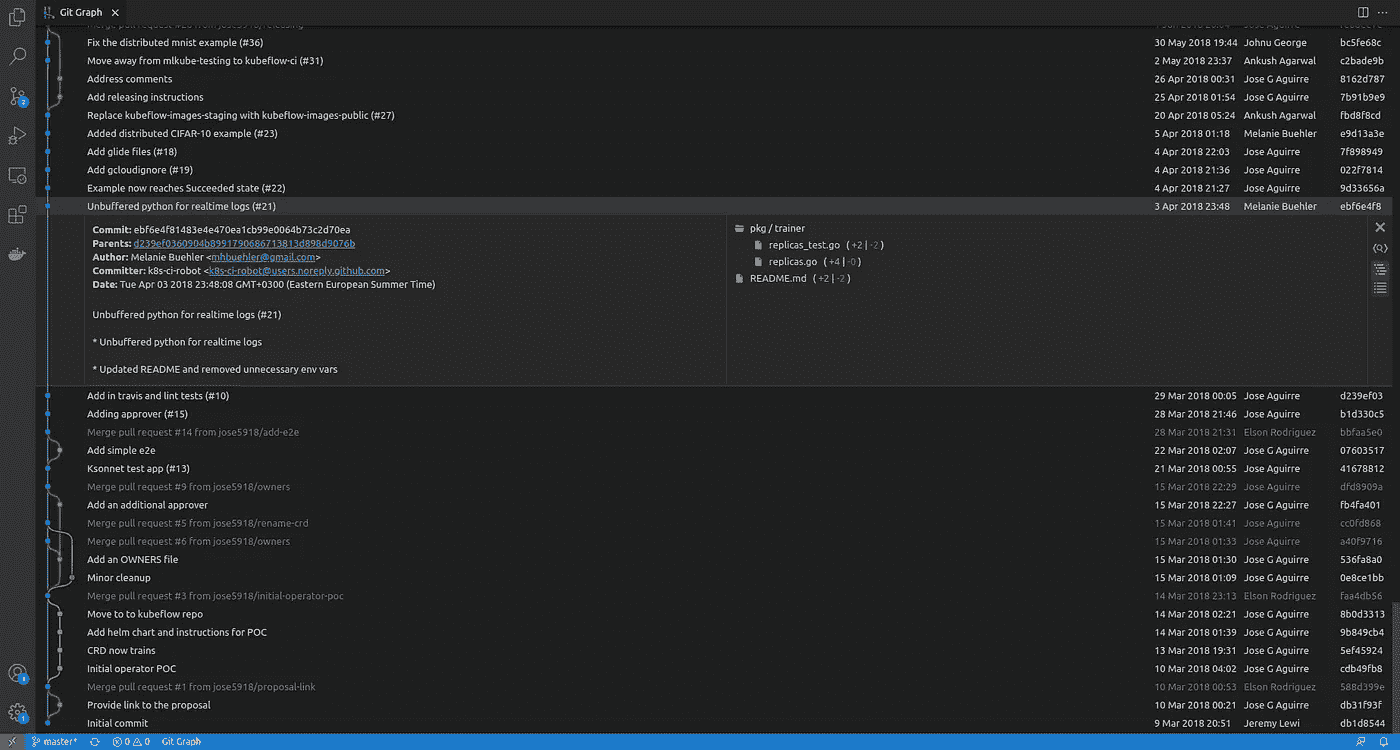 Git Graph
Fix the distributed mnist example (#36) 30 May 2018 19:44 Johnu George bc5fe68c
Move away from mlkube-testing to kubeflow-ci (#31) 2 May 2018 23:37 Ankush Agarwal c2bade9b
Address comments 26 Apr 2018 00:31 Jose G Aguirre 8162d787
Add releasing instructions 25 Apr 2018 01:54 Jose G Aguirre 7b91b9e9
Replace kubeflow-images-staging with kubeflow-images-public (#27) 20 Apr 2018 05:24 Ankush Agarwal fbd8f8cd
Added distributed CIFAR-10 example (#23) 5 Apr 2018 01:18 Melanie Buehler e9d13a3e
Add glide files (#18) 4 Apr 2018 22:03 Jose Aguirre 7f898949
Add gcloudignore (#19) 4 Apr 2018 21:36 Jose Aguirre 022f7814
Example now reaches Succeeded state (#22) 4 Apr 2018 21:27 Jose Aguirre 9d33656a
Unbuffered python for realtime logs (#21) 3 Apr 2018 23:48 Melanie Buehler ebf6e4f8
Commit: ebf6e4f81483e4e470ea1cb99e0064b73c2d70ea
Parents: d239ef0360904b8991790686713813d898d9076b
Author: Melanie Buehler <mhbuehler@gmail.com>
Committer: k8s-ci-robot <k8s-ci-robot@users.noreply.github.com>
Date: Tue Apr 03 2018 23:48:08 GMT+0300 (Eastern European Summer Time)
Unbuffered python for realtime logs (#21)
* Unbuffered python for realtime logs
* Updated README and removed unnecessary env vars
pkg / trainer
replicas_test.go (+2|-2)
replicas.go (+4|-0)
README.md (+2|-2)
Add in travis and lint tests (#10) 29 Mar 2018 00:05 Jose Aguirre d239ef03
Adding approver (#15) 28 Mar 2018 21:46 Jose Aguirre b1d330c5
Merge pull request #14 from jose5918/add-e2e 28 Mar 2018 21:31 Elson Rodriguez bbfaa5e0
Add simple e2e 22 Mar 2018 02:07 Jose G Aguirre 07603517
Ksonnet test app (#13) 21 Mar 2018 00:55 Jose Aguirre 41678812
Merge pull request #9 from jose5918/owners 15 Mar 2018 22:29 Jose Aguirre dfd8909a
Add an additional approver 15 Mar 2018 22:27 Jose G Aguirre fb4fa401
Merge pull request #5 from jose5918/rename-crd 15 Mar 2018 01:41 Jose Aguirre cc0fd868
Merge pull request #6 from jose5918/owners 15 Mar 2018 01:33 Jose Aguirre a40f9716
Add an OWNERS file 15 Mar 2018 01:30 Jose G Aguirre 536fa8a0
Minor cleanup 15 Mar 2018 01:09 Jose G Aguirre 0e8ce1bb
Merge pull request #3 from jose5918/initial-operator-poc 14 Mar 2018 23:13 Elson Rodriguez faa4db56
Move to to kubeflow repo 14 Mar 2018 02:21 Jose G Aguirre 8b0d3313
Add helm chart and instructions for POC 14 Mar 2018 01:39 Jose G Aguirre 9b849cb4
CRD now trains 13 Mar 2018 19:31 Jose G Aguirre 5ef45924
Initial operator POC 10 Mar 2018 04:02 Jose G Aguirre cdb49fb8
Merge pull request #1 from jose5918/proposal-link 10 Mar 2018 00:53 Elson Rodriguez 588d399e
Provide link to the proposal 10 Mar 2018 00:21 Jose G Aguirre db31f93f
Initial commit 9 Mar 2018 20:51 Jeremy Lewi db1d8544
master* 0 0 Git Graph